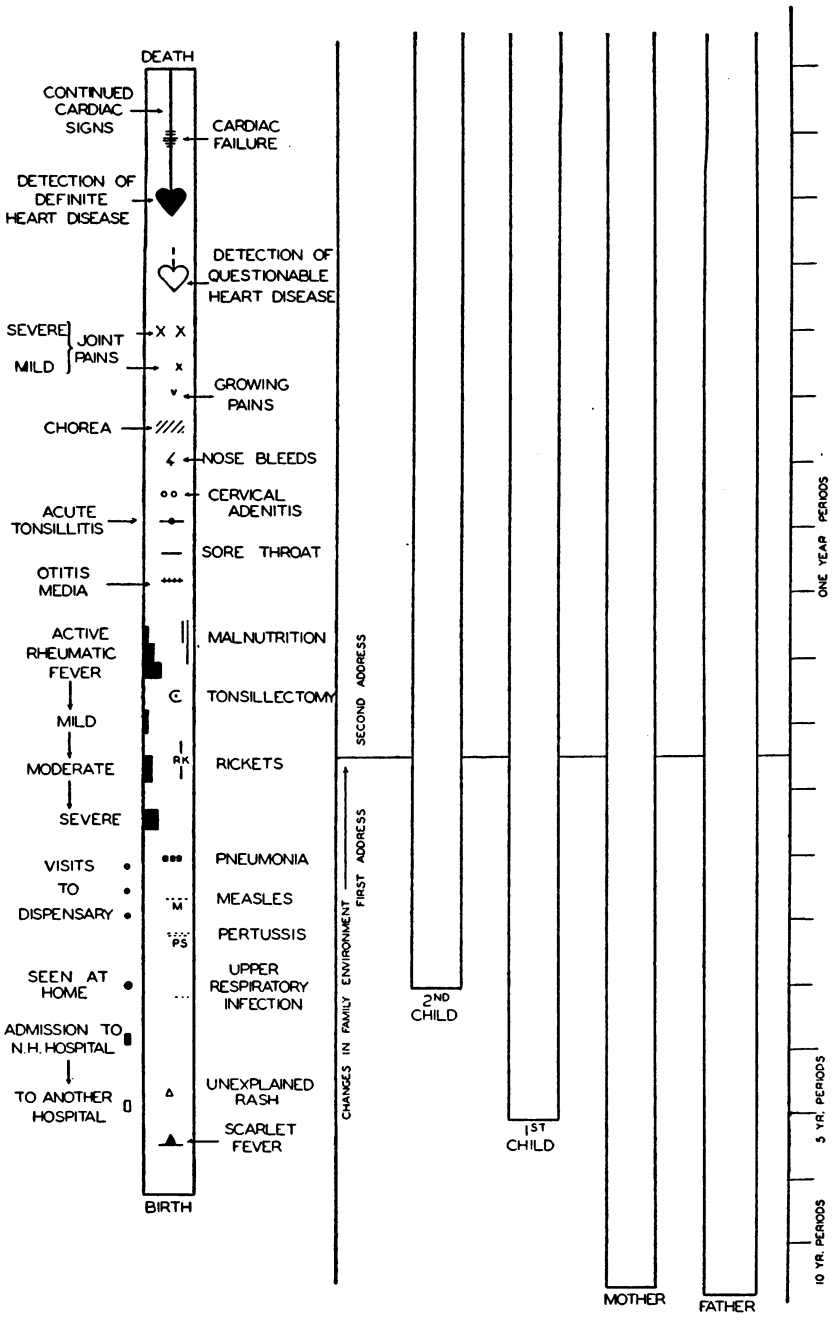 DEATH
CONTINUED
CARDIAC
SIGNS
CARDIAC
FAILURE
DETECTION OF
DEFINITE
HEART DISEASE
DETECTION OF
QUESTIONABLE
HEART DISEASE
SEVERE
MILD
JOINT
PAINS
X X
x
v
GROWING
PAINS
CHOREA
NOSE BLEEDS
CERVICAL
ADENITIS
ACUTE
TONSILLITIS
SORE THROAT
OTITIS
MEDIA
ACTIVE
RHEUMATIC
FEVER
MILD
MODERATE
SEVERE
MALNUTRITION
TONSILLECTOMY
RK
RICKETS
PNEUMONIA
VISITS
TO
DISPENSARY
M
MEASLES
PS
PERTUSSIS
SEEN AT
HOME
UPPER
RESPIRATORY
INFECTION
ADMISSION TO
N.H. HOSPITAL
TO ANOTHER
HOSPITAL
UNEXPLAINED
RASH
SCARLET
FEVER
BIRTH
CHANGES IN FAMILY ENVIRONMENT
FIRST ADDRESS
SECOND ADDRESS
2ND
CHILD
1ST
CHILD
MOTHER
FATHER
ONE YEAR PERIODS
5 YR. PERIODS
10 YR. PERIODS